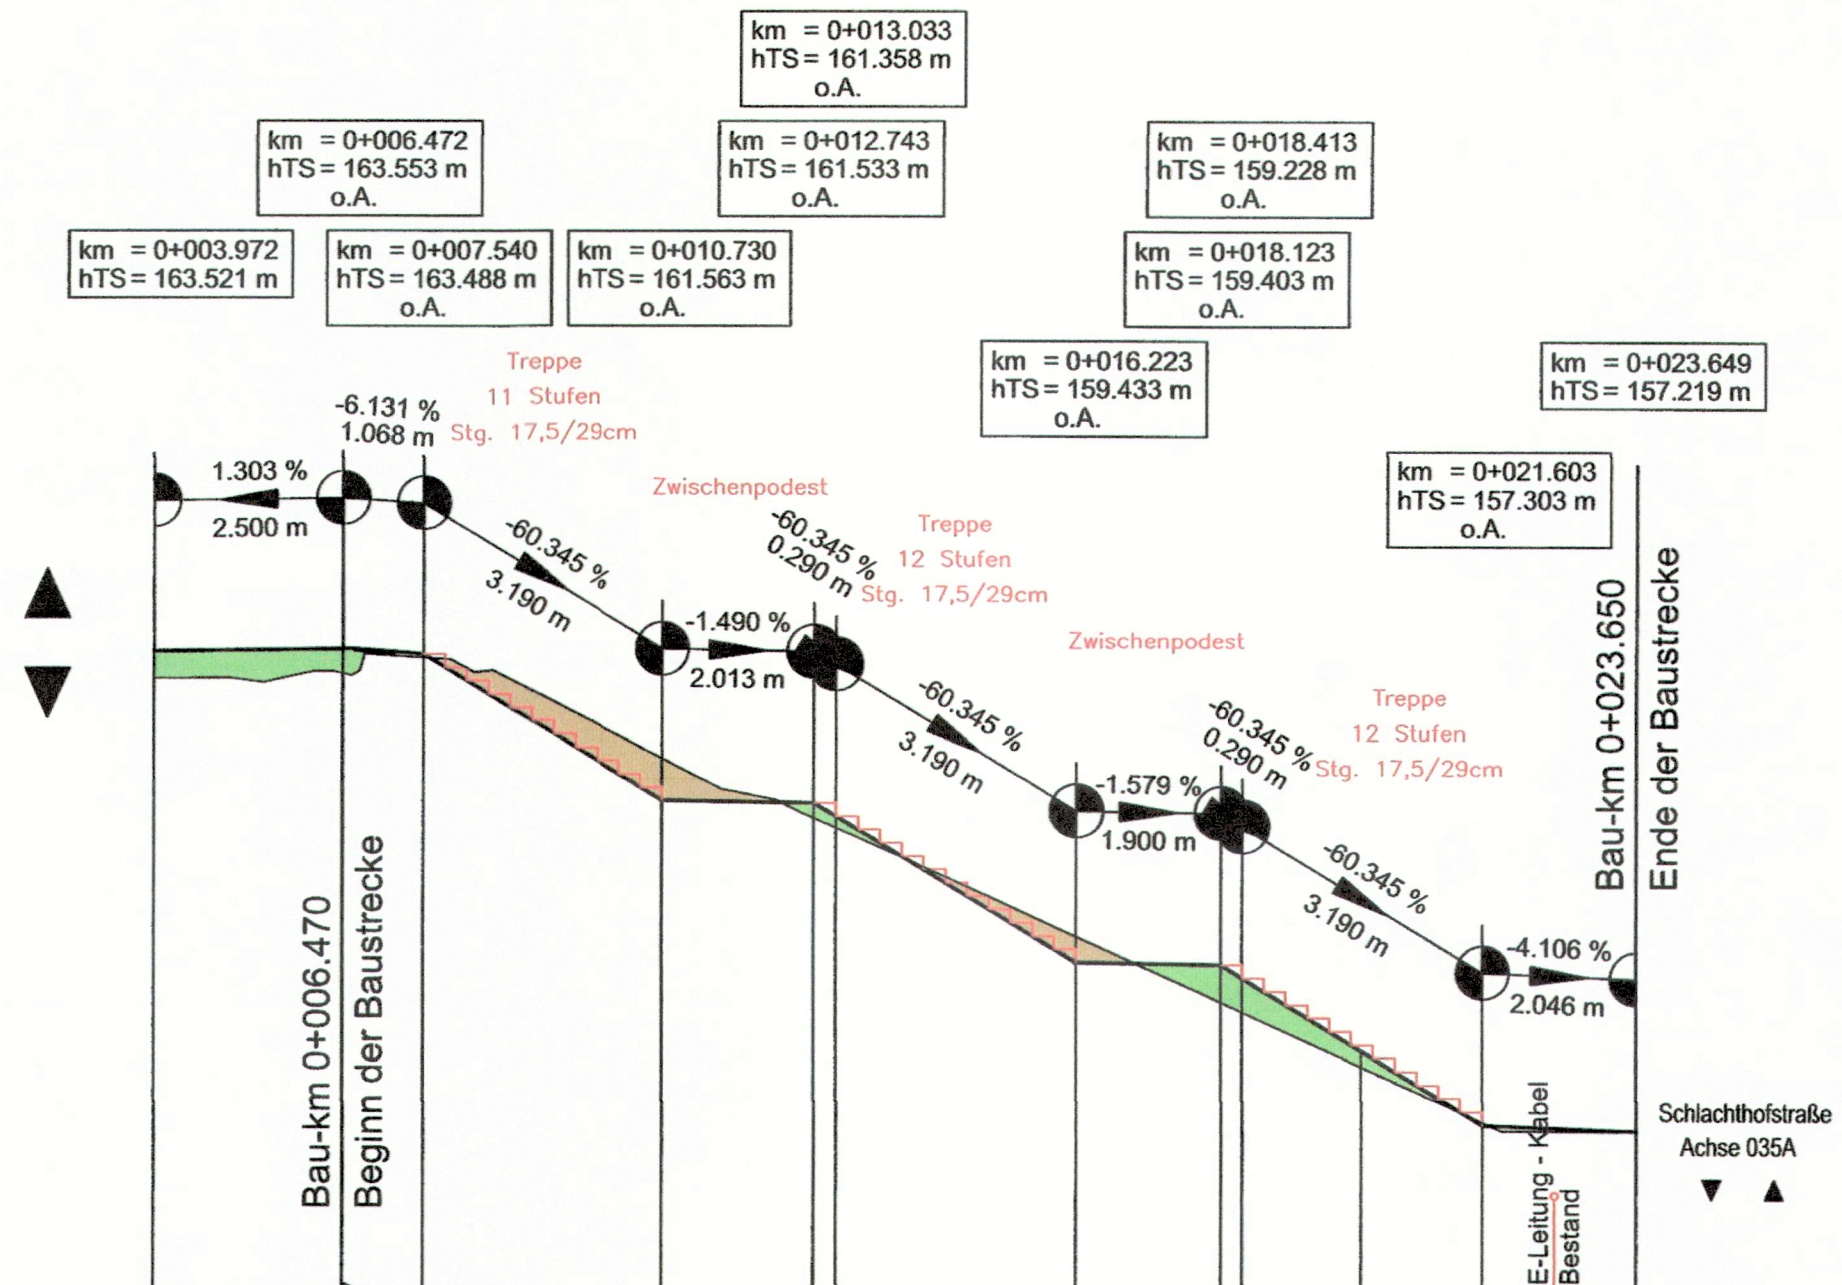 km = 0+013.033
hTS = 161.358 m
o.A.
km = 0+006.472
hTS = 163.553 m
o.A.
km = 0+012.743
hTS = 161.533 m
o.A.
km = 0+018.413
hTS = 159.228 m
o.A.
km = 0+003.972
hTS = 163.521 m
km = 0+007.540
hTS = 163.488 m
o.A.
km = 0+010.730
hTS = 161.563 m
o.A.
km = 0+018.123
hTS = 159.403 m
o.A.
km = 0+016.223
hTS = 159.433 m
o.A.
km = 0+023.649
hTS = 157.219 m
km = 0+021.603
hTS = 157.303 m
o.A.
Treppe
11 Stufen
Stg. 17,5/29cm
-6.131 %
1.068 m
1.303 %
2.500 m
-60.345 %
3.190 m
Zwischenpodest
-1.490 %
2.013 m
-60.345 %
0.290 m
Treppe
12 Stufen
Stg. 17,5/29cm
-60.345 %
3.190 m
Zwischenpodest
-1.579 %
1.900 m
-60.345 %
0.290 m
Treppe
12 Stufen
Stg. 17,5/29cm
-60.345 %
3.190 m
-4.106 %
2.046 m
Bau-km 0+006.470
Beginn der Baustrecke
Bau-km 0+023.650
Ende der Baustrecke
E-Leitung - Kabel
Bestand
Schlachthofstraße
Achse 035A